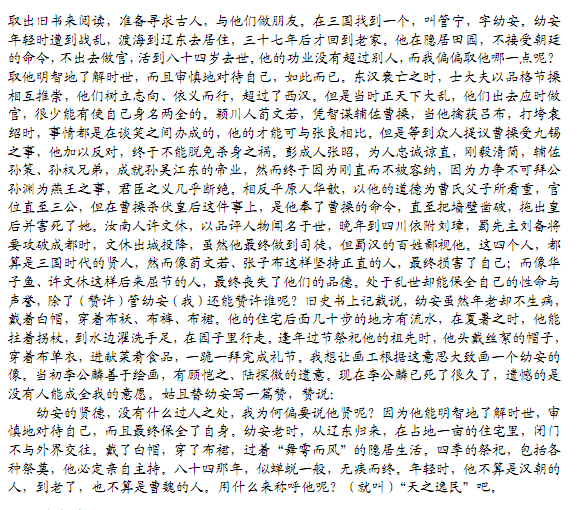 取出旧书来阅读，准备寻求古人，与他们做朋友。在三国找到一个，叫管宁，字幼安。幼安
年轻时遭到战乱，渡海到辽东去居住，三十七年后才回到老家。他在隐居田园，不接受朝廷
的命令，不出去做官，活到八十四岁去世。他的功业没有超过别人，而我偏偏取他哪一点呢？
取他明智地了解时世，而且审慎地对待自己，如此而已。东汉衰亡之时，士大夫以品格节操
相互推崇，他们树立志向、依义而行，超过了西汉。但是当时正天下大乱，他们出去应时做
官，很少能有使自己身名两全的。颍川人荀文若，凭智谋辅佐曹操，当他擒获吕布，打垮袁
绍时，事情都是在谈笑之间办成的，他的才能可与张良相比。但是等到众人提议曹操受九锡
之事，他加以反对，终于不能脱免杀身之祸。彭成人张昭，为人忠诚谅直，刚毅清简，辅佐
孙策、孙权兄弟，成就孙吴江东的帝业，然而终于因为刚直而不被容纳，因为力争不可拜公
孙渊为燕王之事，君臣之义几乎断绝。相反平原人华歆，以他的道德为曹氏父子所看重，官
位直至三公，但在曹操杀伏皇后这件事上，是他奉了曹操的命令，直至把墙壁凿破，拖出皇
后并害死了她。汝南人许文休，以品评人物闻名于世，晚年到四川依附刘璋，蜀先主刘备将
要攻破成都时，文休出城投降，虽然他最终做到司徒，但蜀汉的百姓鄙视他。这四个人，都
算是三国时代的贤人，然而像荀文若、张子布这样坚持正直的人，最终损害了自己；而像华
子鱼、许文休这样后来屈节的人，最终丧失了他们的品德。处于乱世却能保全自己的性命与
声誉，除了（赞许）管幼安（我）还能赞许谁呢？旧史书上记载说，幼安虽然年老却不生病，
戴着白帽，穿着布袄、布裤、布裙。他的住宅后面几十步的地方有流水，在夏暑之时，他能
拄着拐杖，到水边濯洗手足，在园子里行走。逢年过节祭祀他的祖先时，他头戴丝絮的帽子，
穿着布单衣，进献菜肴食品，一跪一拜完成礼节。我想让画工根据这意思大致画一个幼安的
像。当初李公麟善于绘画，有顾恺之、陆探微的遗意。现在李公麟已死了很久了，遗憾的是
没有人能成全我的意愿。姑且替幼安写一篇赞，赞说：
幼安的贤德，没有什么过人之处，我为何偏要说他贤呢？因为他能明智地了解时世，审
慎地对待自己，而且最终保全了自身。幼安老时，从辽东归来，在占地一亩的住宅里，闭门
不与外界交往。戴了白帽，穿了布裙，过着“舞雩而风”的隐居生活。四季的祭祀，包括各
种祭奠，他必定亲自主持。八十四那年，似蝉蜕一般，无疾而终。年轻时，他不算是汉朝的
人，到老了，也不算是曹魏的人。用什么来称呼他呢？（就叫）“天之逸民”吧。